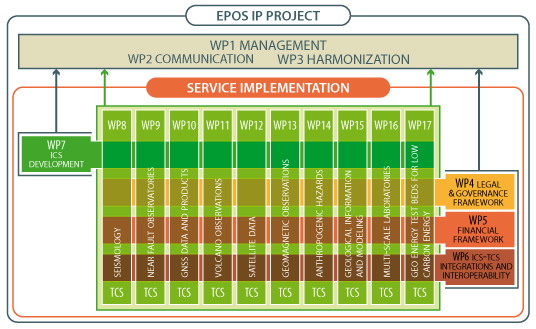 EPOS IP PROJECT
WP1 MANAGEMENT
WP2 COMMUNICATION WP3 HARMONIZATION
SERVICE IMPLEMENTATION
WP8 WP9 WP10 WP11 WP12 WP13 WP14 WP15 WP16 WP17
WP7
ICS
DEVELOPMENT
SEISMOLOGY
NEAR FAULT OBSERVATORIES
GNSS DATA AND PRODUCTS
VOLCANO OBSERVATIONS
SATELLITE DATA
GEOMAGNETIC OBSERVATIONS
ANTHROPOGENIC HAZARDS
GEOLOGICAL INFORMATION
AND MODELING
MULTI-SCALE LABORATORIES
GEO ENERGY TEST BEDS FOR LOW
CARBON ENERGY
WP4 LEGAL
& GOVERNANCE
FRAMEWORK
WP5
FINANCIAL
FRAMEWORK
WP6 ICS-TCS
INTEGRATIONS AND
INTEROPERABILITY
TCS TCS TCS TCS TCS TCS TCS TCS TCS TCS